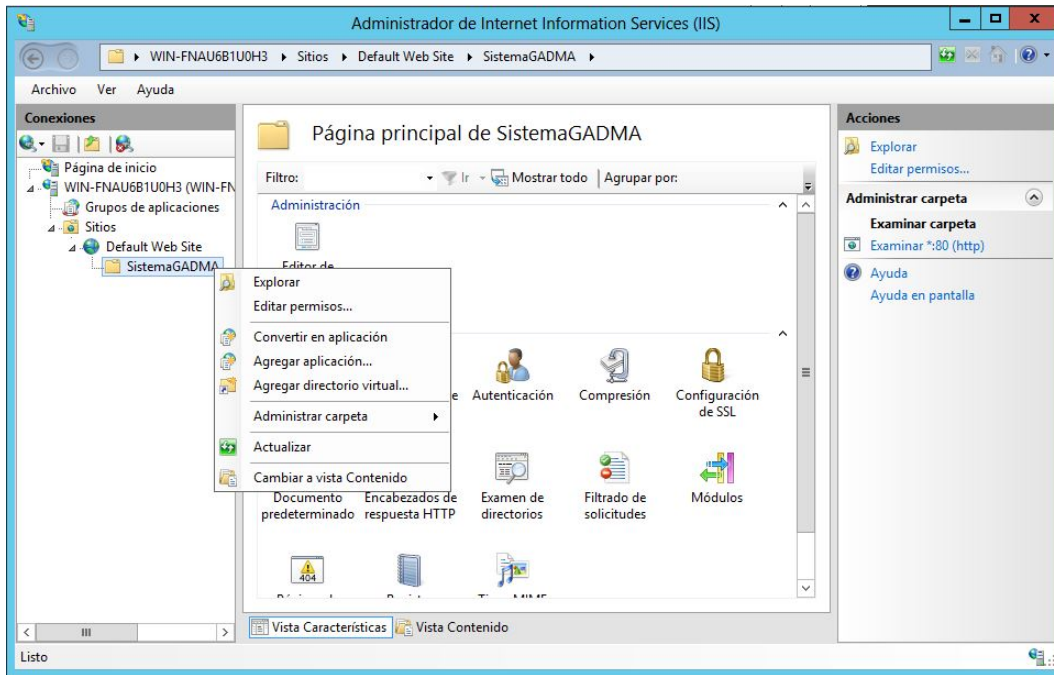 Administrador de Internet Information Services (IIS)
WIN-FNAU6B1U0H3 Sitios Default Web Site SistemaGADMA
Archivo Ver Ayuda
Conexiones
Página de inicio
WIN-FNAU6B1U0H3 (WIN-FN
Grupos de aplicaciones
Sitios
Default Web Site
SistemaGADMA
Explorar
Editar permisos...
Convertir en aplicación
Agregar aplicación...
Agregar directorio virtual...
Administrar carpeta
Actualizar
Cambiar a vista Contenido
Página principal de SistemaGADMA
Filtro: Ir Mostrar todo Agrupar por:
Administración
Editor de
Autenticación
Compresión
Configuración
de SSL
Documento
predeterminado
Encabezados de
respuesta HTTP
Examen de
directorios
Filtrado de
solicitudes
Módulos
404
Vista Características Vista Contenido
Acciones
Explorar
Editar permisos...
Administrar carpeta
Examinar carpeta
Examinar *:80 (http)
Ayuda
Ayuda en pantalla
Listo